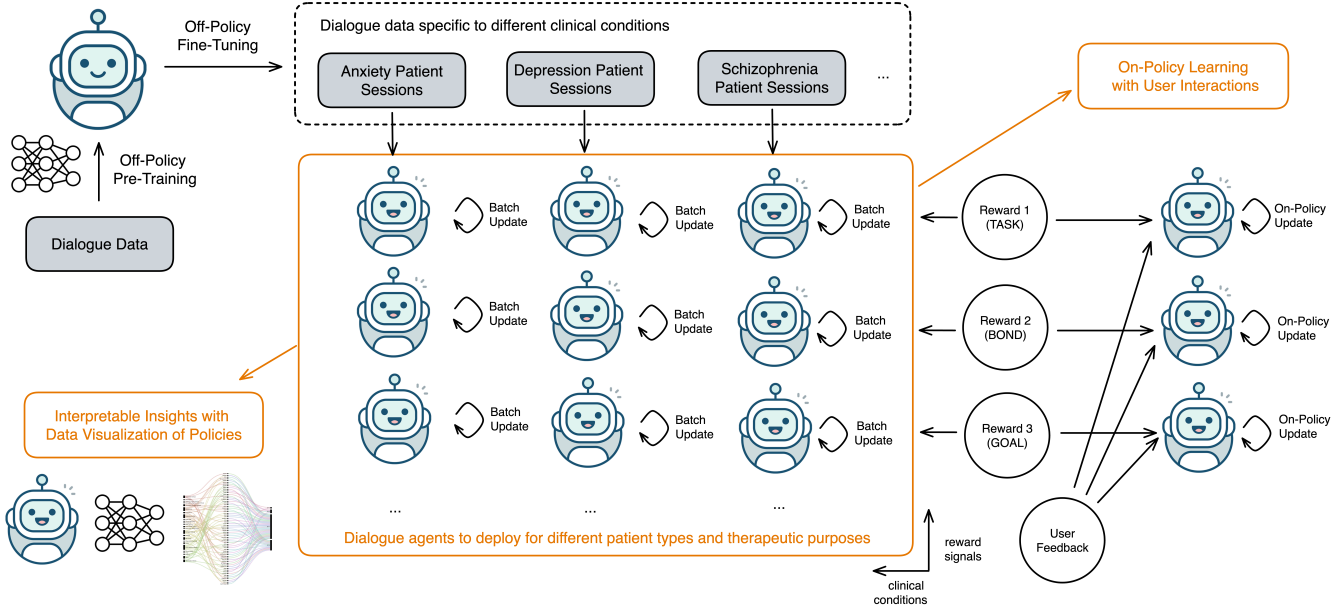 Off-Policy
Fine-Tuning
Dialogue data specific to different clinical conditions
Anxiety Patient
Sessions
Depression Patient
Sessions
Schizophrenia
Patient Sessions
...
On-Policy Learning
with User Interactions
Off-Policy
Pre-Training
Dialogue Data
Batch
Update
Batch
Update
Batch
Update
Reward 1
(TASK)
On-Policy
Update
Batch
Update
Batch
Update
Batch
Update
Reward 2
(BOND)
On-Policy
Update
Batch
Update
Batch
Update
Batch
Update
Reward 3
(GOAL)
On-Policy
Update
Interpretable Insights with
Data Visualization of Policies
...
...
...
Dialogue agents to deploy for different patient types and therapeutic purposes
reward
signals
clinical
conditions
User
Feedback